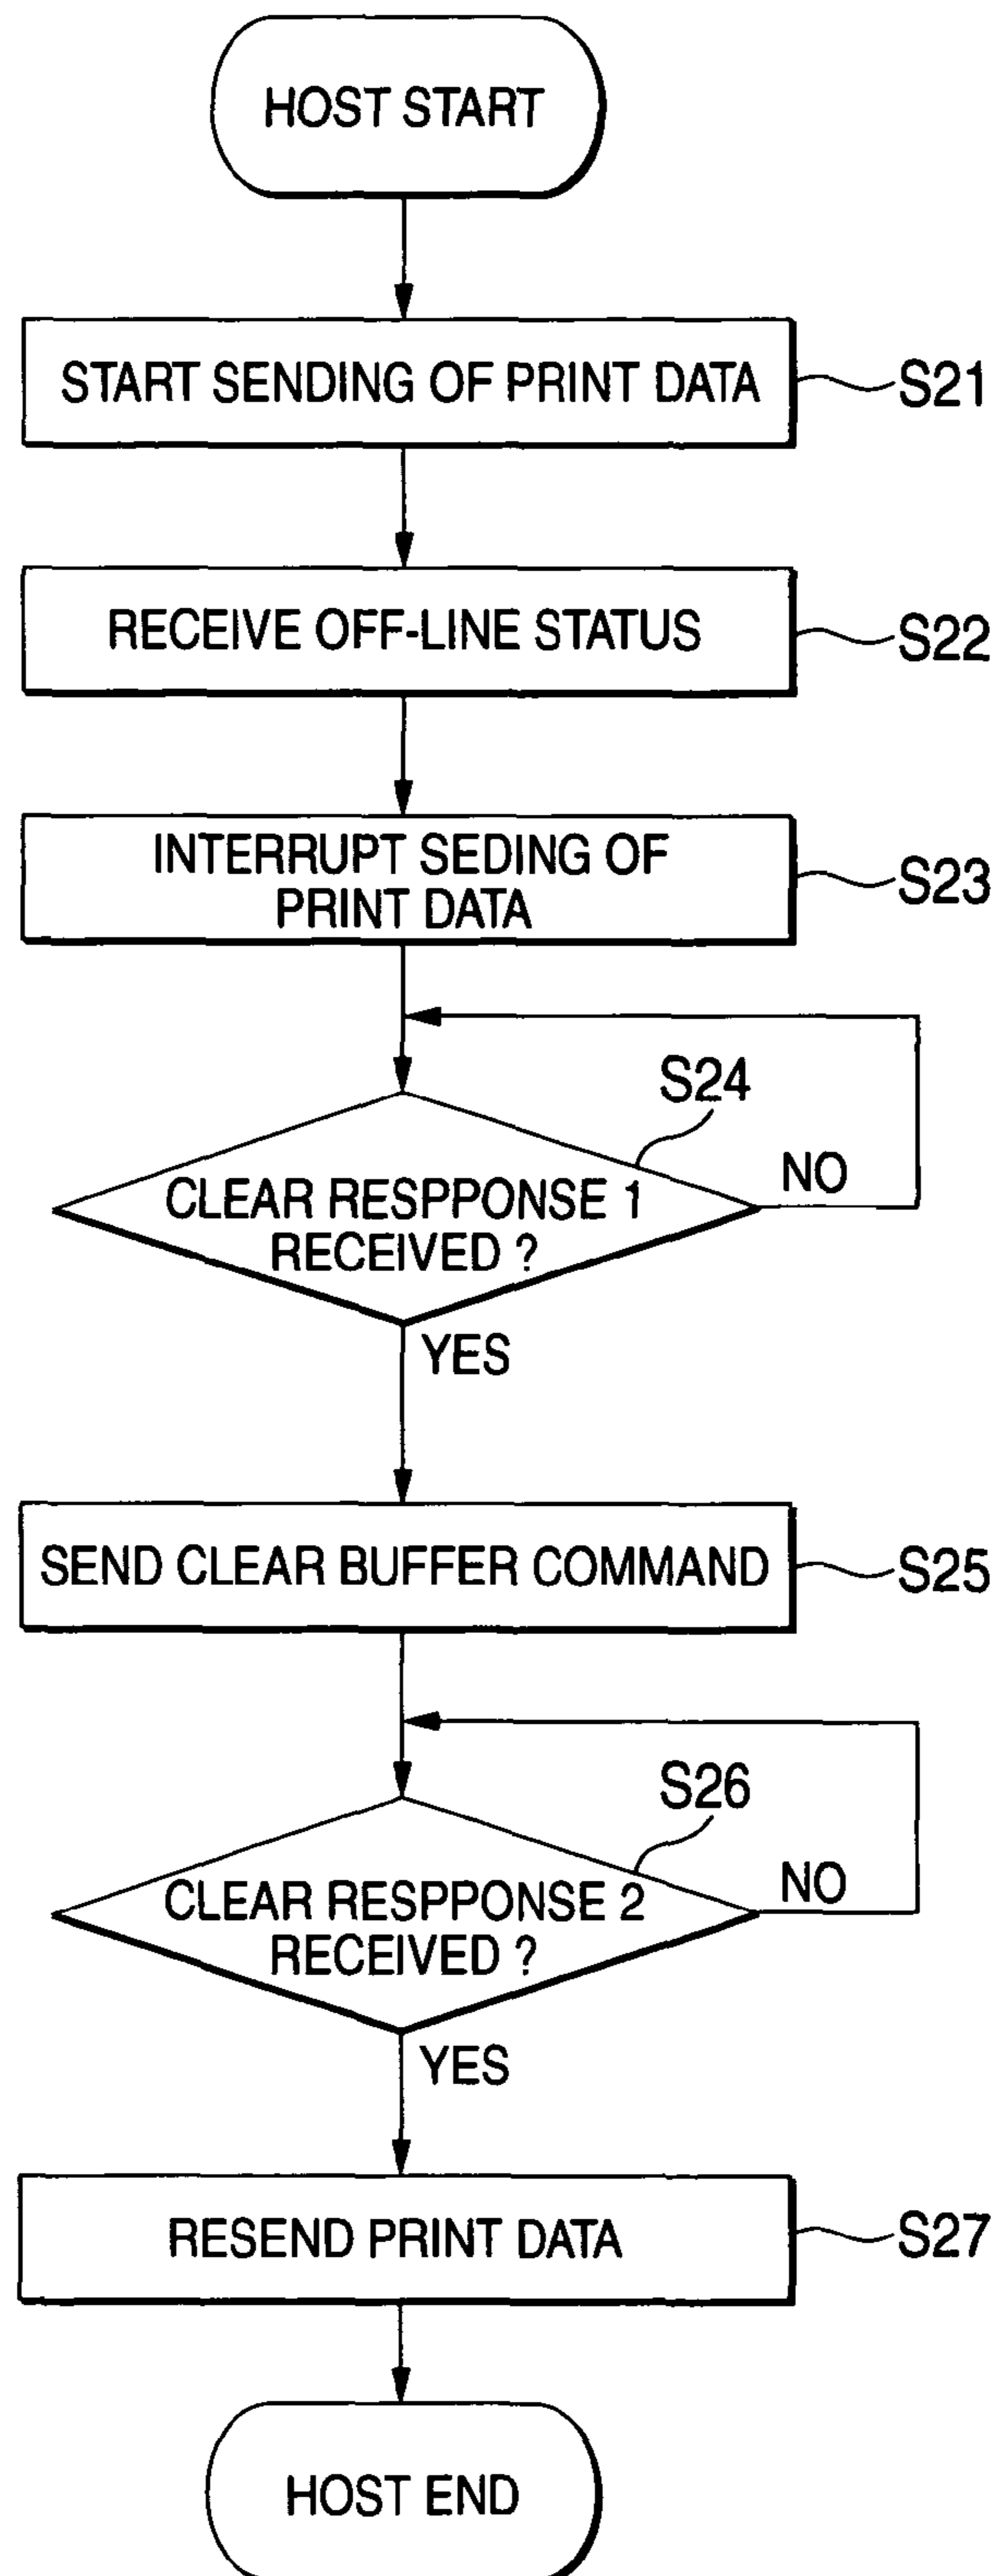 HOST START
START SENDING OF PRINT DATA
S21
RECEIVE OFF-LINE STATUS
S22
INTERRUPT SEDING OF
PRINT DATA
S23
S24
CLEAR RESPPONSE 1
RECEIVED ?
NO
YES
SEND CLEAR BUFFER COMMAND
S25
S26
CLEAR RESPPONSE 2
RECEIVED ?
NO
YES
RESEND PRINT DATA
S27
HOST END